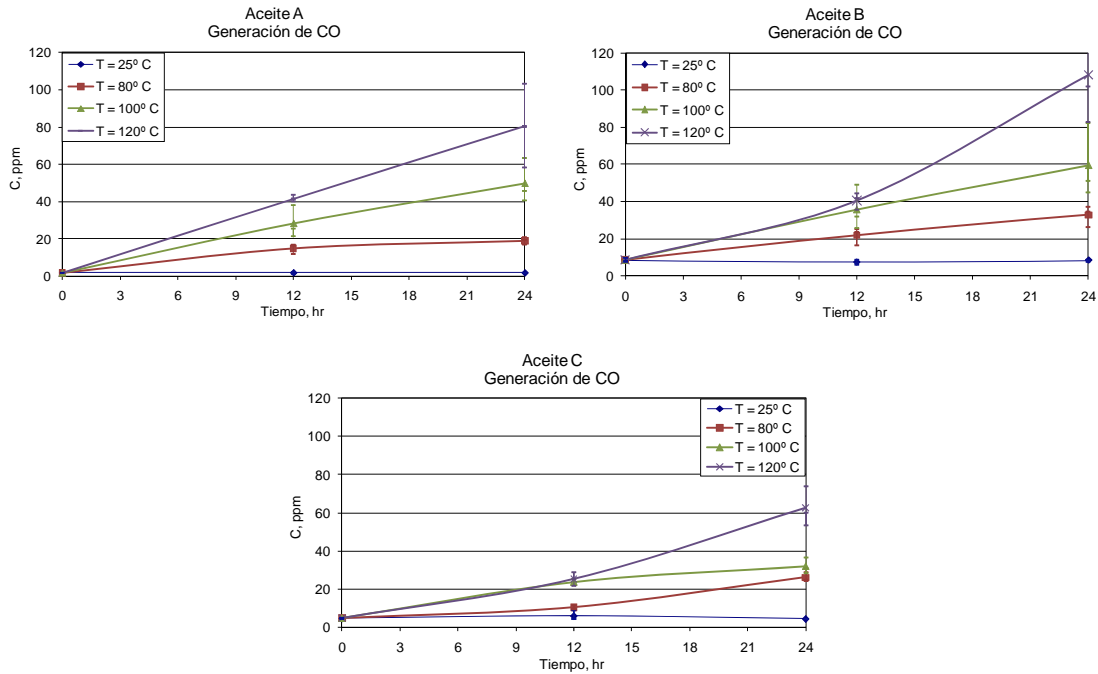 Aceite A
Generación de CO
120
100
80
60
40
20
0
C, ppm
T = 25º C
T = 80º C
T = 100º C
T = 120º C
0 3 6 9 12 15 18 21 24
Tiempo, hr
Aceite B
Generación de CO
120
100
80
60
40
20
0
C, ppm
T = 25º C
T = 80º C
T = 100º C
T = 120º C
0 3 6 9 12 15 18 21 24
Tiempo, hr
Aceite C
Generación de CO
120
100
80
60
40
20
0
C, ppm
T = 25º C
T = 80º C
T = 100º C
T = 120º C
0 3 6 9 12 15 18 21 24
Tiempo, hr